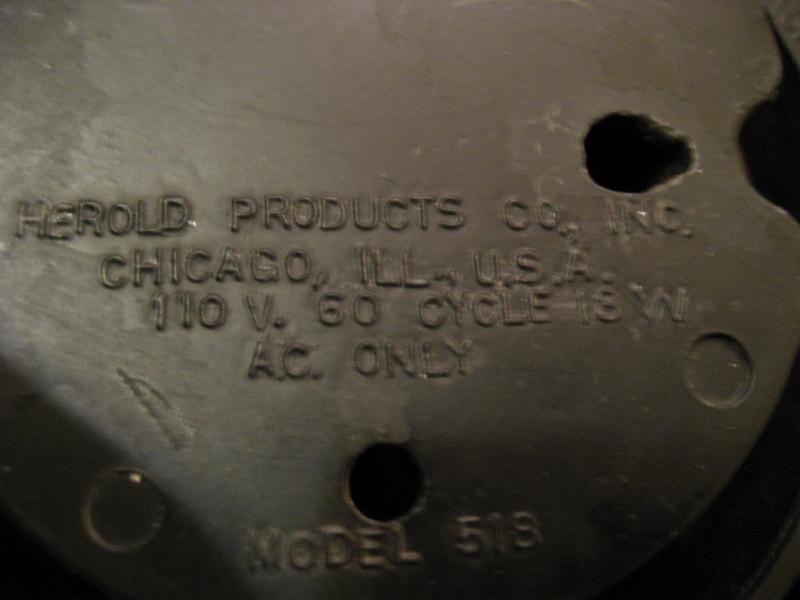 HEROLD PRODUCTS CO., INC.
CHICAGO, ILL., U.S.A.
110 V. 60 CYCLE 18 W
A.C. ONLY
MODEL 518